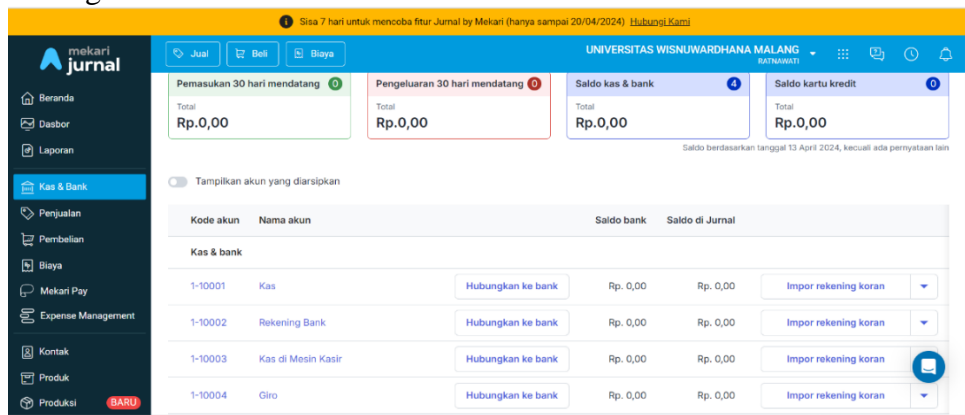 Sisa 7 hari untuk mencoba fitur Jurnal by Mekari (hanya sampai 20/04/2024) Hubungi Kami
mekari
jurnal
Jual
Beli
Biaya
UNIVERSITAS WISNUWARDHANA MALANG
RATNAWATI
Beranda
Dasbor
Laporan
Kas & Bank
Penjualan
Pembelian
Biaya
Mekari Pay
Expense Management
Kontak
Produk
Produksi BARU
Pemasukan 30 hari mendatang 0
Total
Rp.0,00
Pengeluaran 30 hari mendatang 0
Total
Rp.0,00
Saldo kas & bank 4
Total
Rp.0,00
Saldo kartu kredit 0
Total
Rp.0,00
Saldo berdasarkan tanggal 13 April 2024, kecuali ada pernyataan lain
Tampilkan akun yang diarsipkan
Kode akun Nama akun Saldo bank Saldo di Jurnal
Kas & bank
1-10001 Kas Hubungkan ke bank Rp. 0,00 Rp. 0,00 Impor rekening koran
1-10002 Rekening Bank Hubungkan ke bank Rp. 0,00 Rp. 0,00 Impor rekening koran
1-10003 Kas di Mesin Kasir Hubungkan ke bank Rp. 0,00 Rp. 0,00 Impor rekening koran
1-10004 Giro Hubungkan ke bank Rp. 0,00 Rp. 0,00 Impor rekening koran